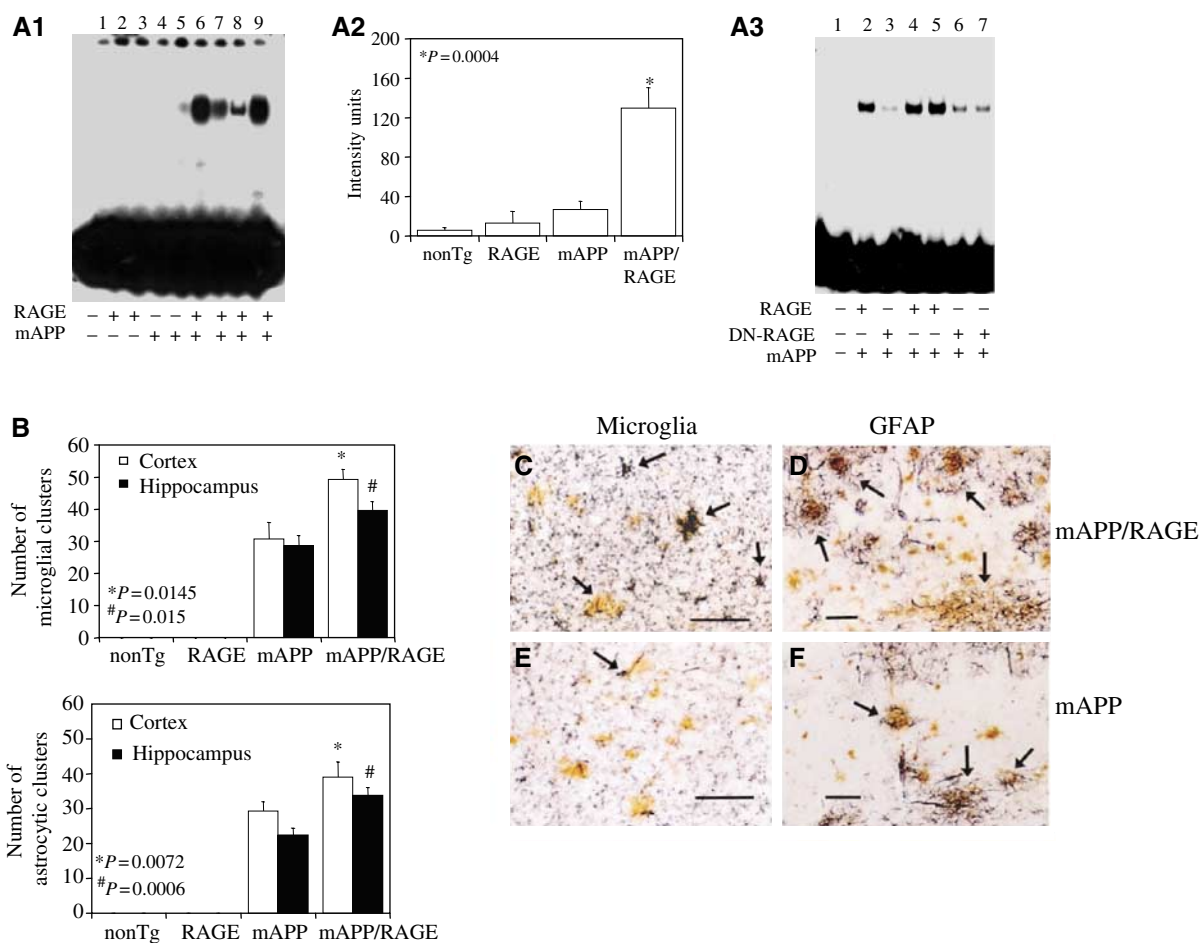 A1
1 2 3 4 5 6 7 8 9
RAGE – + + – – + + + +
mAPP – – – + + + + + +
A2
200
160
120
80
40
0
Intensity units
*P=0.0004
*
nonTg RAGE mAPP mAPP/
RAGE
A3
1 2 3 4 5 6 7
RAGE – + – + + – –
DN-RAGE – – + – – + +
mAPP – + + + + + +
B
60
50
40
30
20
10
0
Number of
microglial clusters
Cortex
Hippocampus
*
#
*P=0.0145
#P=0.015
nonTg RAGE mAPP mAPP/RAGE
60
50
40
30
20
10
0
Number of
astrocytic clusters
Cortex
Hippocampus
*
#
*P=0.0072
#P=0.0006
nonTg RAGE mAPP mAPP/RAGE
Microglia GFAP
C D
mAPP/RAGE
E F
mAPP